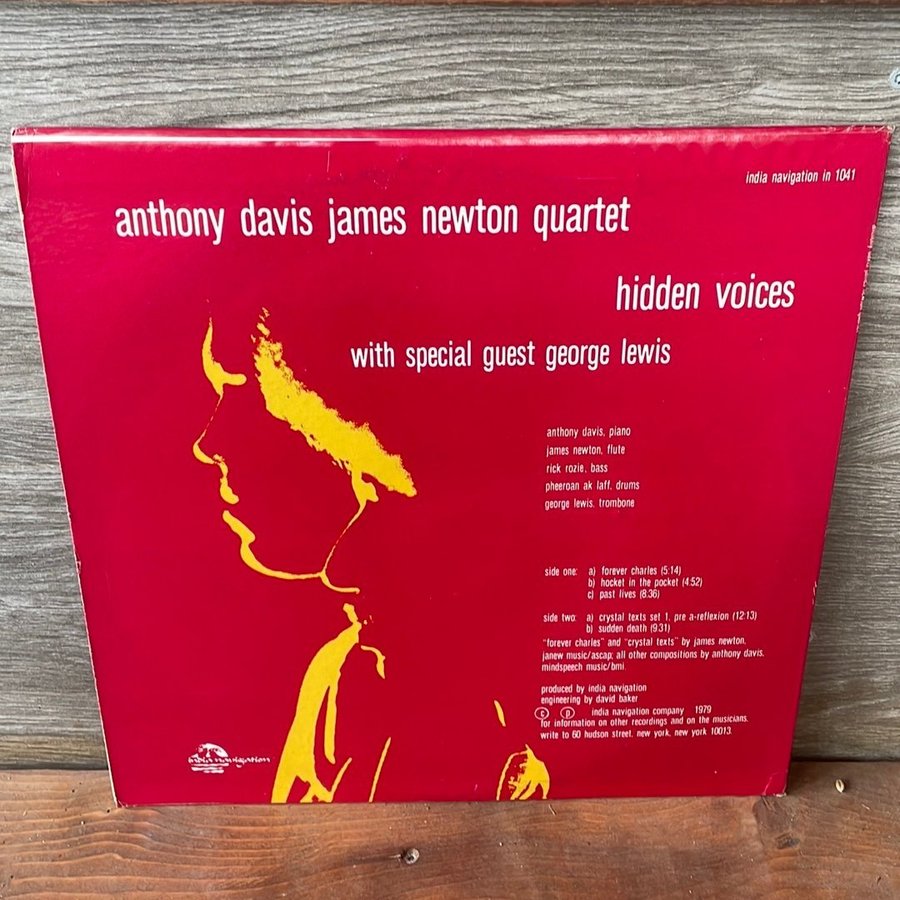 india navigation in 1041
anthony davis james newton quartet
hidden voices
with special guest george lewis
anthony davis, piano
james newton, flute
rick rozie, bass
pheeroan ak laff, drums
george lewis, trombone
side one: a) forever charles (5:14)
b) hocket in the pocket (4:52)
c) past lives (8:36)
side two: a) crystal texts set 1, pre a-reflexion (12:13)
b) sudden death (9:31)
"forever charles" and "crystal texts" by james newton,
janew music/ascap; all other compositions by anthony davis,
mindspeech music/bmi.
produced by india navigation
engineering by david baker
© ℗ india navigation company 1979
for information on other recordings and on the musicians,
write to 60 hudson street, new york, new york 10013.
india navigation